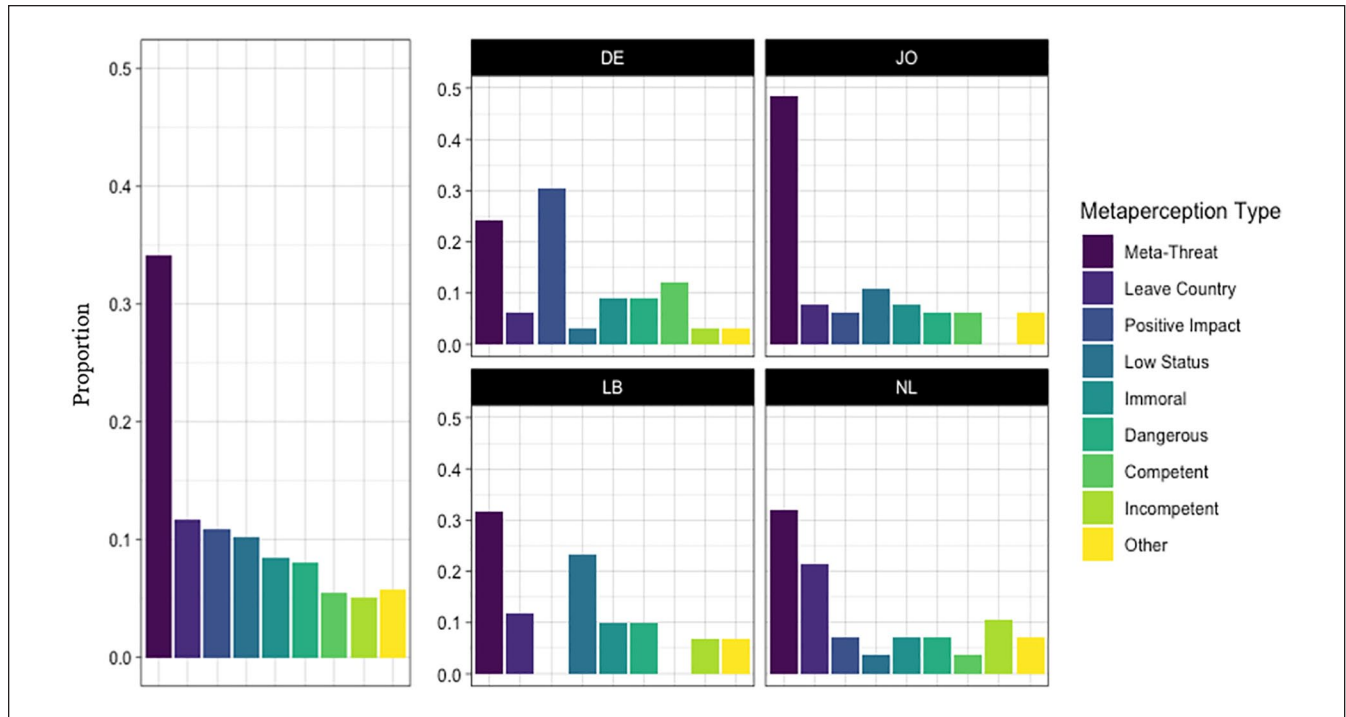 Proportion
0.5
0.4
0.3
0.2
0.1
0.0
DE
0.5
0.4
0.3
0.2
0.1
0.0
JO
LB
0.5
0.4
0.3
0.2
0.1
0.0
NL
Metaperception Type
Meta-Threat
Leave Country
Positive Impact
Low Status
Immoral
Dangerous
Competent
Incompetent
Other